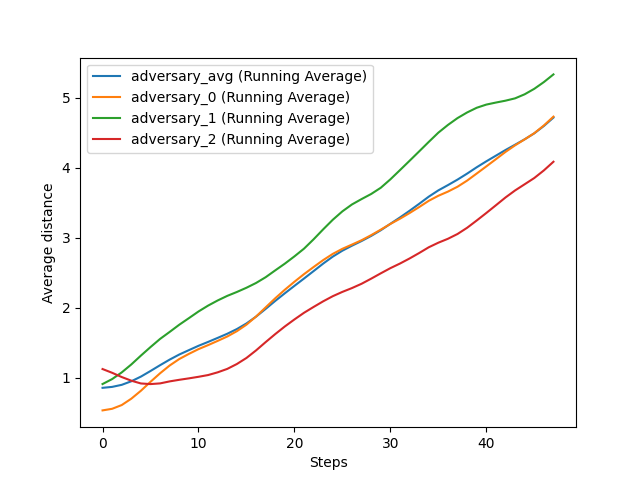 adversary_avg (Running Average)
adversary_0 (Running Average)
adversary_1 (Running Average)
adversary_2 (Running Average)
Average distance
5
4
3
2
1
0
10
20
30
40
Steps